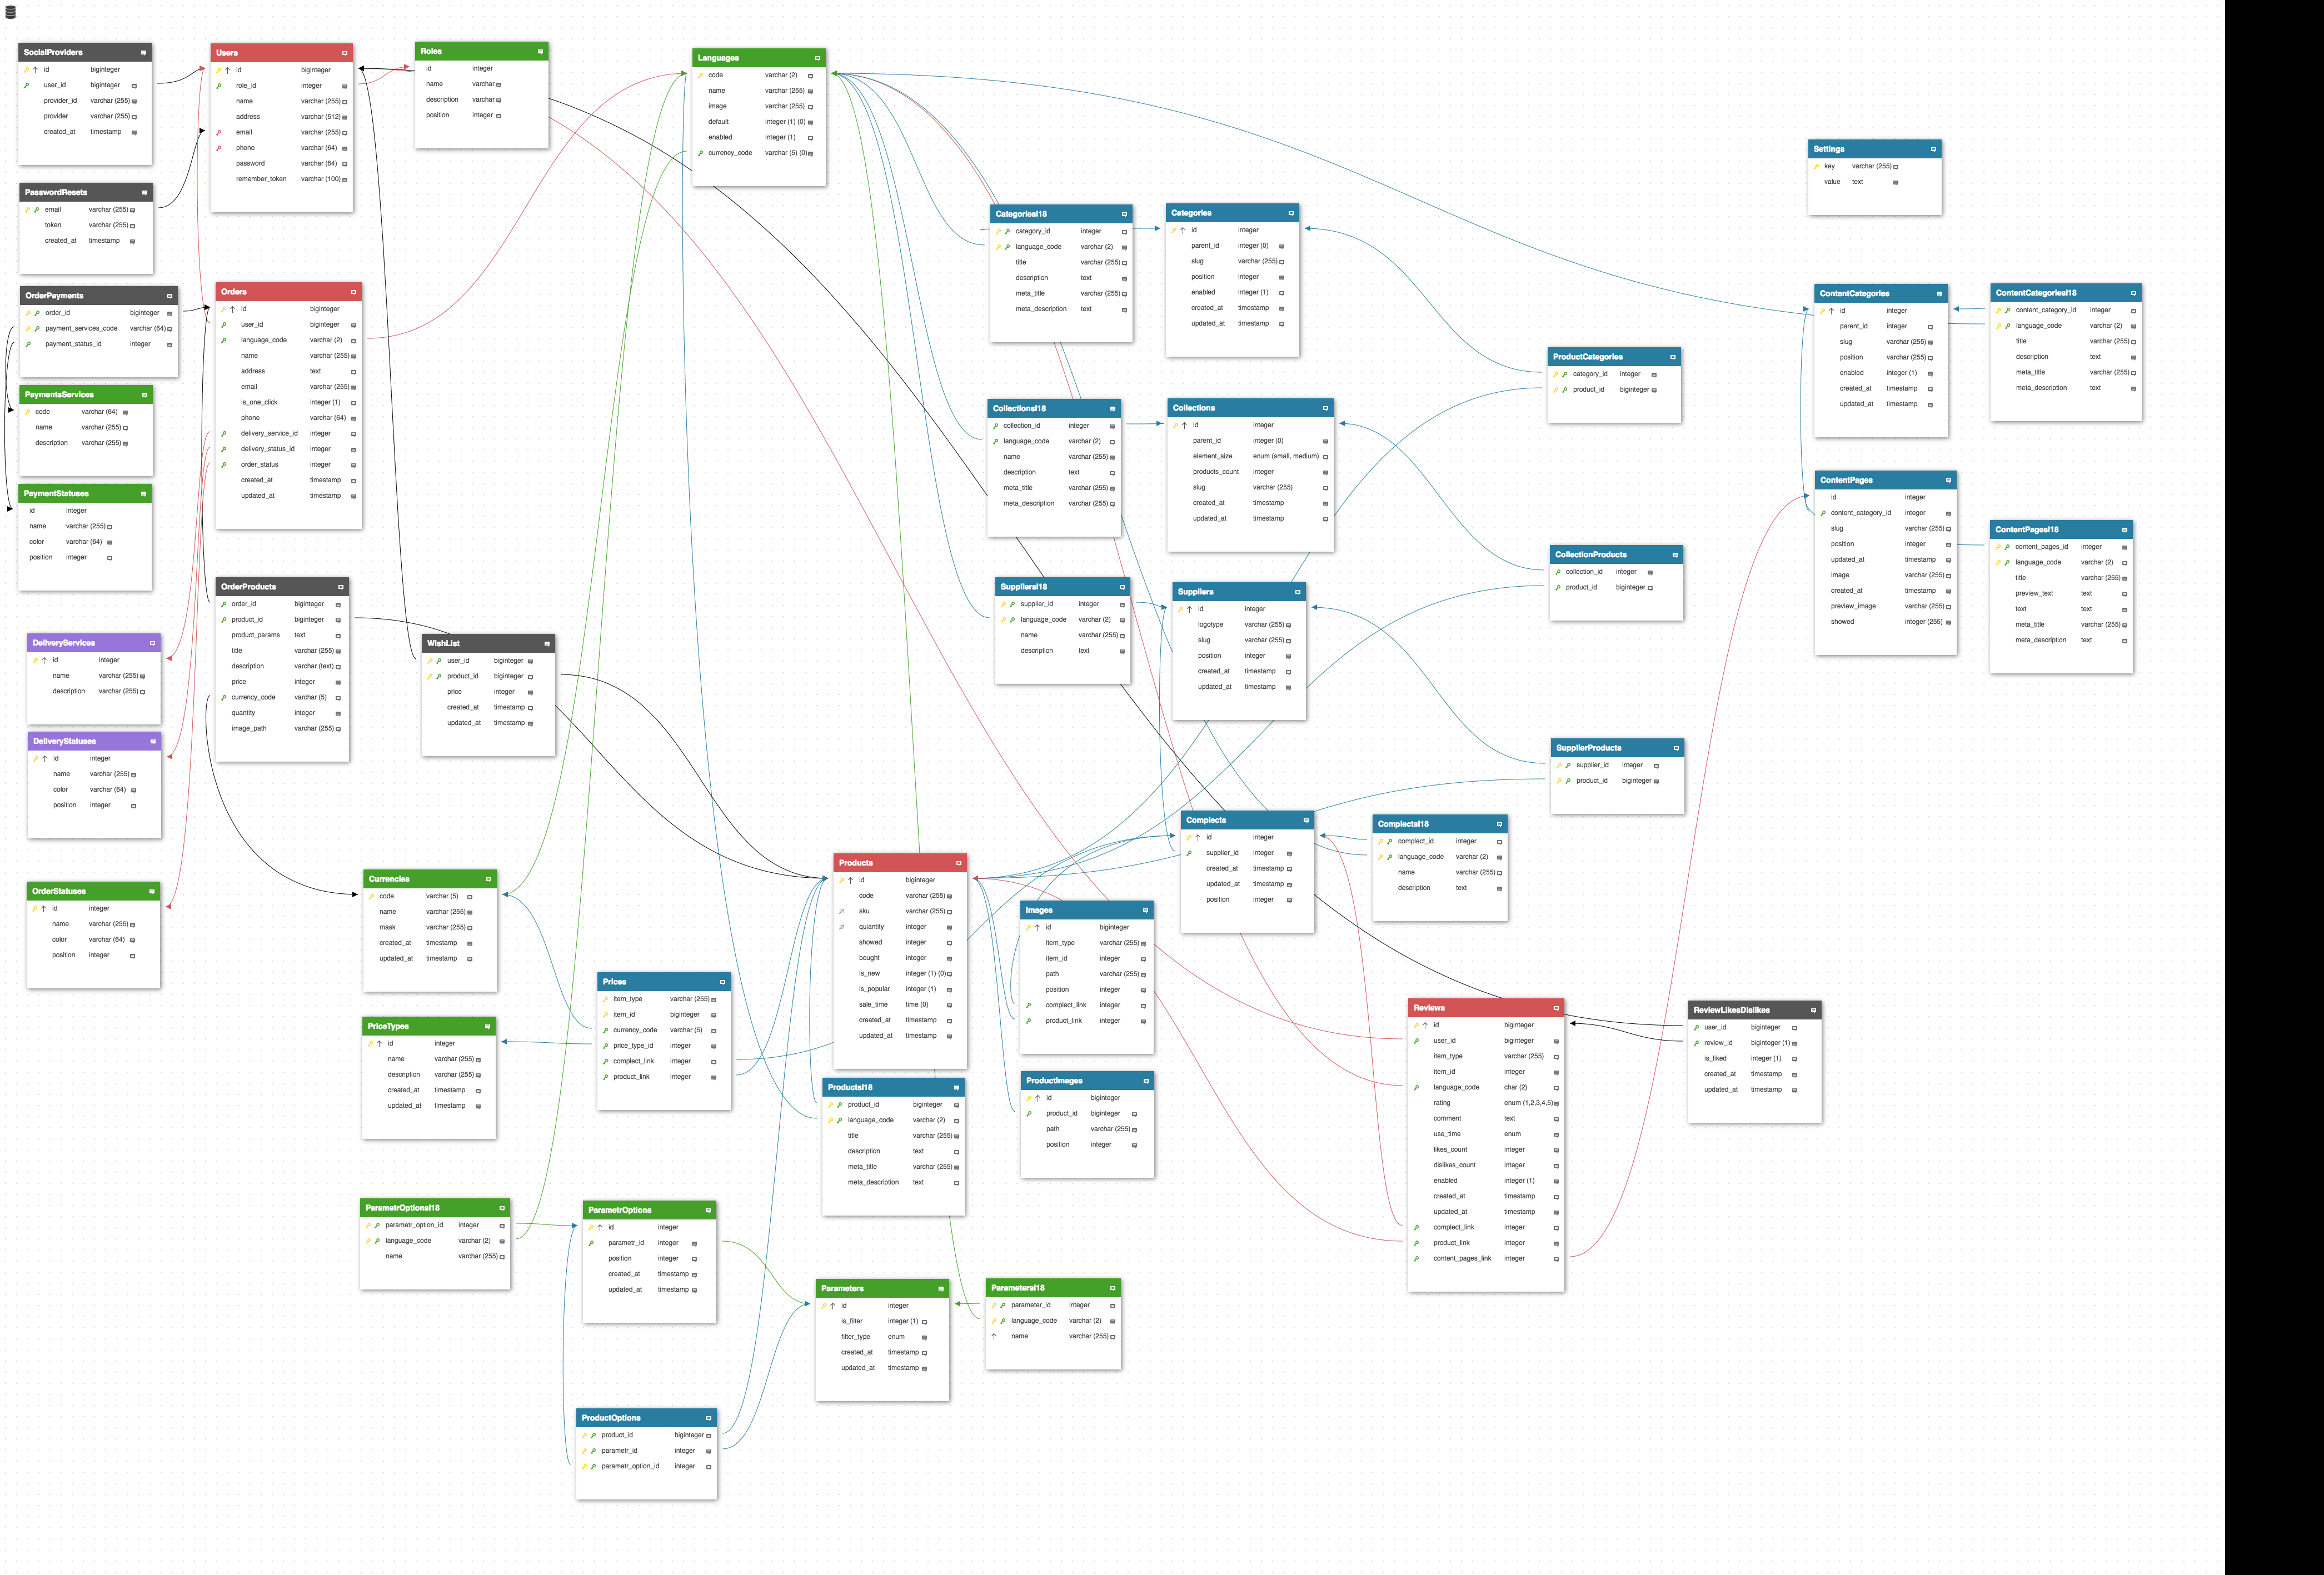 SocialProviders
id biginteger
user_id biginteger
provider_id varchar (255)
provider varchar (255)
created_at timestamp
Users
id biginteger
role_id integer
name varchar (255)
address varchar (512)
email varchar (255)
phone varchar (64)
password varchar (64)
remember_token varchar (100)
Roles
id integer
name varchar
description varchar
position integer
Languages
code varchar (2)
name varchar (255)
image varchar (255)
default integer (1) (0)
enabled integer (1)
currency_code varchar (5) (0)
Settings
key varchar (255)
value text
PasswordResets
email varchar (255)
token varchar (255)
created_at timestamp
CategoriesI18
category_id integer
language_code varchar (2)
title varchar (255)
description text
meta_title varchar (255)
meta_description text
Categories
id integer
parent_id integer (0)
slug varchar (255)
position integer
enabled integer (1)
created_at timestamp
updated_at timestamp
OrderPayments
order_id biginteger
payment_services_code varchar (64)
payment_status_id integer
Orders
id biginteger
user_id biginteger
language_code varchar (2)
name varchar (255)
address text
email varchar (255)
is_one_click integer (1)
phone varchar (64)
delivery_service_id integer
delivery_status_id integer
order_status integer
created_at timestamp
updated_at timestamp
ContentCategories
id integer
parent_id integer
slug varchar (255)
position varchar (255)
enabled integer (1)
created_at timestamp
updated_at timestamp
ContentCategoriesI18
content_category_id integer
language_code varchar (2)
title varchar (255)
description text
meta_title varchar (255)
meta_description text
ProductCategories
category_id integer
product_id biginteger
PaymentsServices
code varchar (64)
name varchar (255)
description varchar (255)
CollectionsI18
collection_id integer
language_code varchar (2)
name varchar (255)
description text
meta_title varchar (255)
meta_description varchar (255)
Collections
id integer
parent_id integer (0)
element_size enum (small, medium)
products_count integer
slug varchar (255)
created_at timestamp
updated_at timestamp
PaymentStatuses
id integer
name varchar (255)
color varchar (64)
position integer
ContentPages
id integer
content_category_id integer
slug varchar (255)
position integer
updated_at timestamp
image varchar (255)
created_at timestamp
preview_image varchar (255)
showed integer (255)
ContentPagesI18
content_pages_id integer
language_code varchar (2)
title varchar (255)
preview_text text
text text
meta_title varchar (255)
meta_description text
CollectionProducts
collection_id integer
product_id biginteger
OrderProducts
order_id biginteger
product_id biginteger
product_params text
title varchar (255)
description varchar (text)
price integer
currency_code varchar (5)
quantity integer
image_path varchar (255)
SuppliersI18
supplier_id integer
language_code varchar (2)
name varchar (255)
description text
Suppliers
id integer
logotype varchar (255)
slug varchar (255)
position integer
created_at timestamp
updated_at timestamp
DeliveryServices
id integer
name varchar (255)
description varchar (255)
WishList
user_id biginteger
product_id biginteger
price integer
created_at timestamp
updated_at timestamp
DeliveryStatuses
id integer
name varchar (255)
color varchar (64)
position integer
SupplierProducts
supplier_id integer
product_id biginteger
Complects
id integer
supplier_id integer
created_at timestamp
updated_at timestamp
position integer
ComplectsI18
complect_id integer
language_code varchar (2)
name varchar (255)
description text
Products
id biginteger
code varchar (255)
sku varchar (255)
quiantity integer
showed integer
bought integer
is_new integer (1) (0)
is_popular integer (1)
sale_time time (0)
created_at timestamp
updated_at timestamp
Currencies
code varchar (5)
name varchar (255)
mask varchar (255)
created_at timestamp
updated_at timestamp
OrderStatuses
id integer
name varchar (255)
color varchar (64)
position integer
Images
id biginteger
item_type varchar (255)
item_id integer
path varchar (255)
position integer
complect_link integer
product_link integer
Prices
item_type varchar (255)
item_id biginteger
currency_code varchar (5)
price_type_id integer
complect_link integer
product_link integer
Reviews
id biginteger
user_id biginteger
item_type varchar (255)
item_id integer
language_code char (2)
rating enum (1,2,3,4,5)
comment text
use_time enum
likes_count integer
dislikes_count integer
enabled integer (1)
created_at timestamp
updated_at timestamp
complect_link integer
product_link integer
content_pages_link integer
ReviewLikesDislikes
user_id biginteger
review_id biginteger (1)
is_liked integer (1)
created_at timestamp
updated_at timestamp
PriceTypes
id integer
name varchar (255)
description varchar (255)
created_at timestamp
updated_at timestamp
ProductsI18
product_id biginteger
language_code varchar (2)
title varchar (255)
description text
meta_title varchar (255)
meta_description text
ProductImages
id biginteger
product_id biginteger
path varchar (255)
position integer
ParametrOptionsI18
parametr_option_id integer
language_code varchar (2)
name varchar (255)
ParametrOptions
id integer
parametr_id integer
position integer
created_at timestamp
updated_at timestamp
Parameters
id integer
is_filter integer (1)
filter_type enum
created_at timestamp
updated_at timestamp
ParametersI18
parameter_id integer
language_code varchar (2)
name varchar (255)
ProductOptions
product_id biginteger
parametr_id integer
parametr_option_id integer